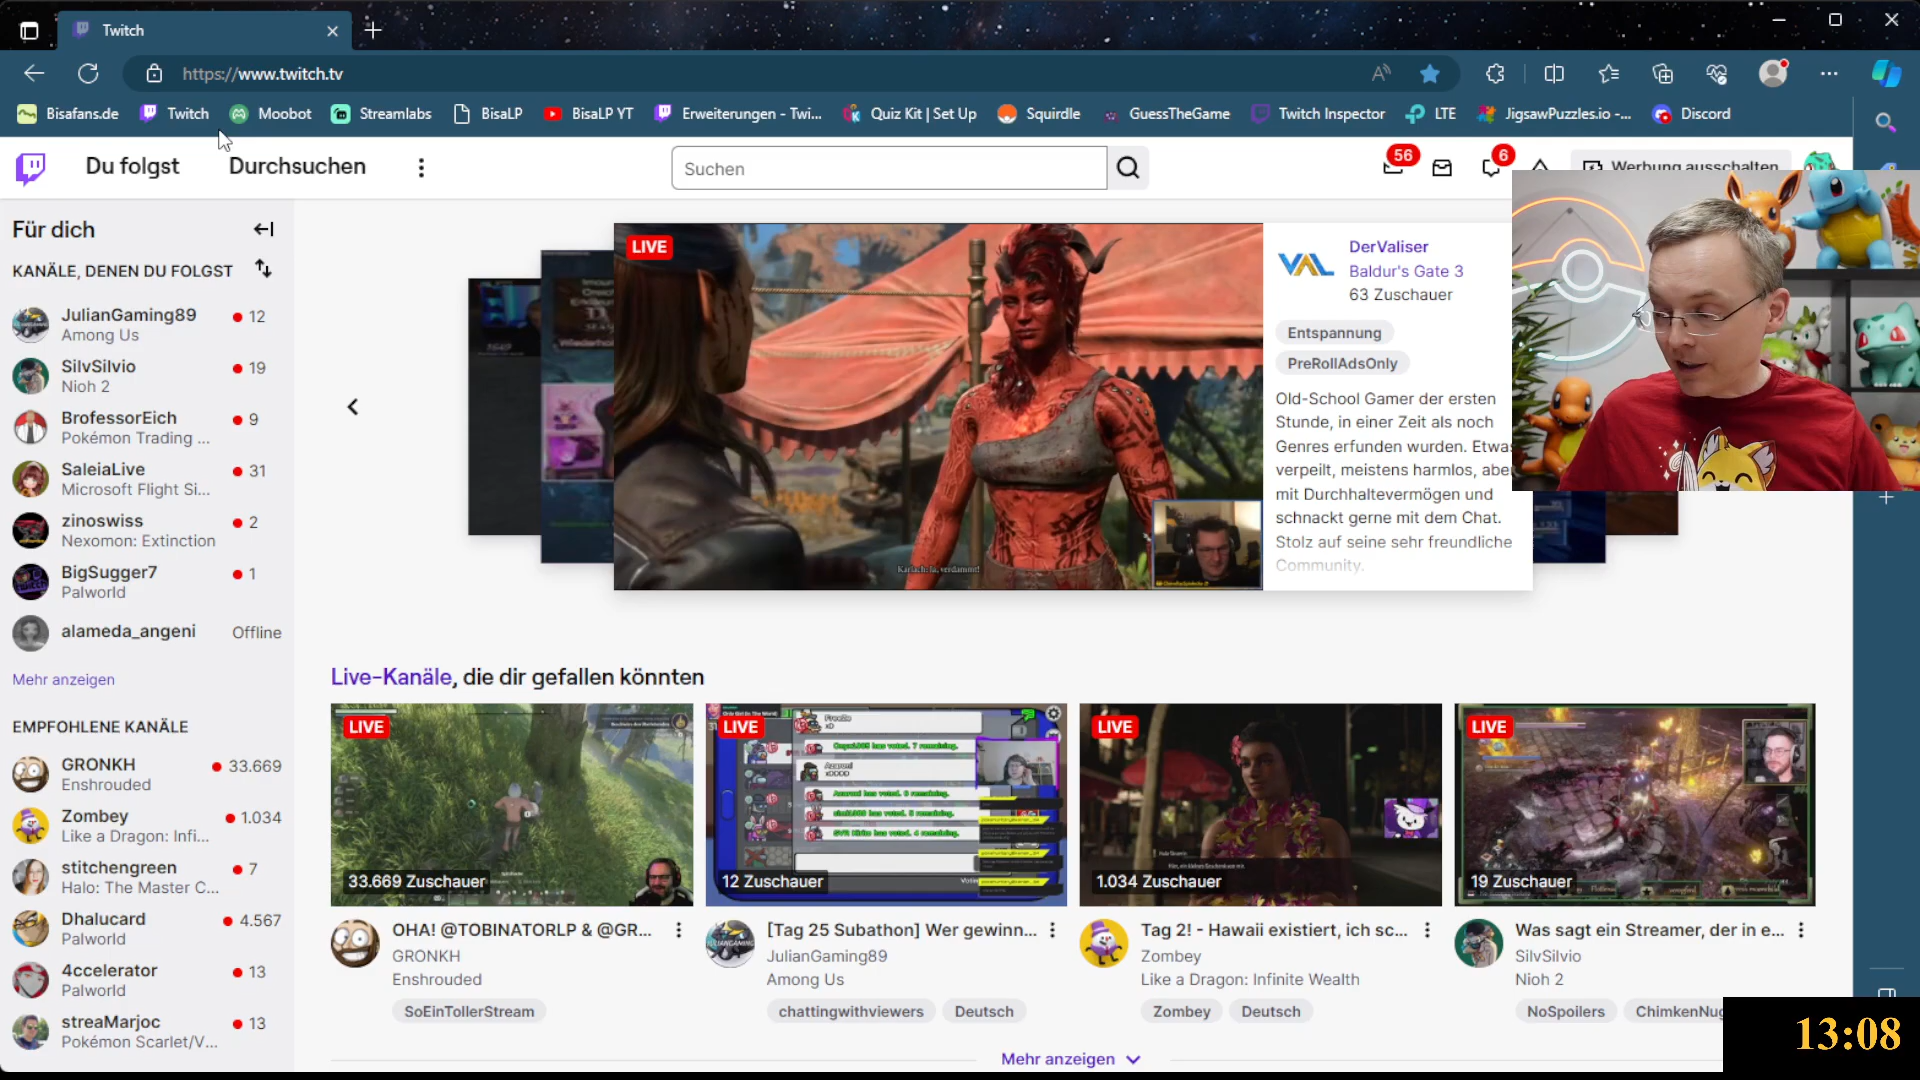 Twitch
https://www.twitch.tv
Bisafans.de
Twitch
Moobot
Streamlabs
BisaLP
BisaLP YT
Erweiterungen - Twi...
Quiz Kit | Set Up
Squirdle
GuessTheGame
Twitch Inspector
LTE
JigsawPuzzles.io -...
Discord
Du folgst
Durchsuchen
Suchen
56
6
Werbung ausschalten
Für dich
KANÄLE, DENEN DU FOLGST
JulianGaming89
12
Among Us
SilvSilvio
19
Nioh 2
BrofessorEich
9
Pokémon Trading ...
SaleiaLive
31
Microsoft Flight Si...
zinoswiss
2
Nexomon: Extinction
BigSugger7
1
Palworld
alameda_angeni
Offline
Mehr anzeigen
EMPFOHLENE KANÄLE
GRONKH
33.669
Enshrouded
Zombey
1.034
Like a Dragon: Infi...
stitchengreen
7
Halo: The Master C...
Dhalucard
4.567
Palworld
4ccelerator
13
Palworld
streaMarjoc
13
Pokémon Scarlet/V...
LIVE
Karlach: Ja, verdammt!
VAL
DerValiser
Baldur's Gate 3
63 Zuschauer
Entspannung
PreRollAdsOnly
Old-School Gamer der ersten
Stunde, in einer Zeit als noch
Genres erfunden wurden. Etwas
verpeilt, meistens harmlos, aber
mit Durchhaltevermögen und
schnackt gerne mit dem Chat.
Stolz auf seine sehr freundliche
Community.
Live-Kanäle, die dir gefallen könnten
LIVE
33.669 Zuschauer
OHA! @TOBINATORLP & @GR...
GRONKH
Enshrouded
SoEinTollerStream
LIVE
12 Zuschauer
[Tag 25 Subathon] Wer gewinn...
JulianGaming89
Among Us
chattingwithviewers
Deutsch
LIVE
1.034 Zuschauer
Tag 2! - Hawaii existiert, ich sc...
Zombey
Like a Dragon: Infinite Wealth
Zombey
Deutsch
LIVE
19 Zuschauer
Was sagt ein Streamer, der in e...
SilvSilvio
Nioh 2
NoSpoilers
ChimkenNug
Mehr anzeigen
13:08